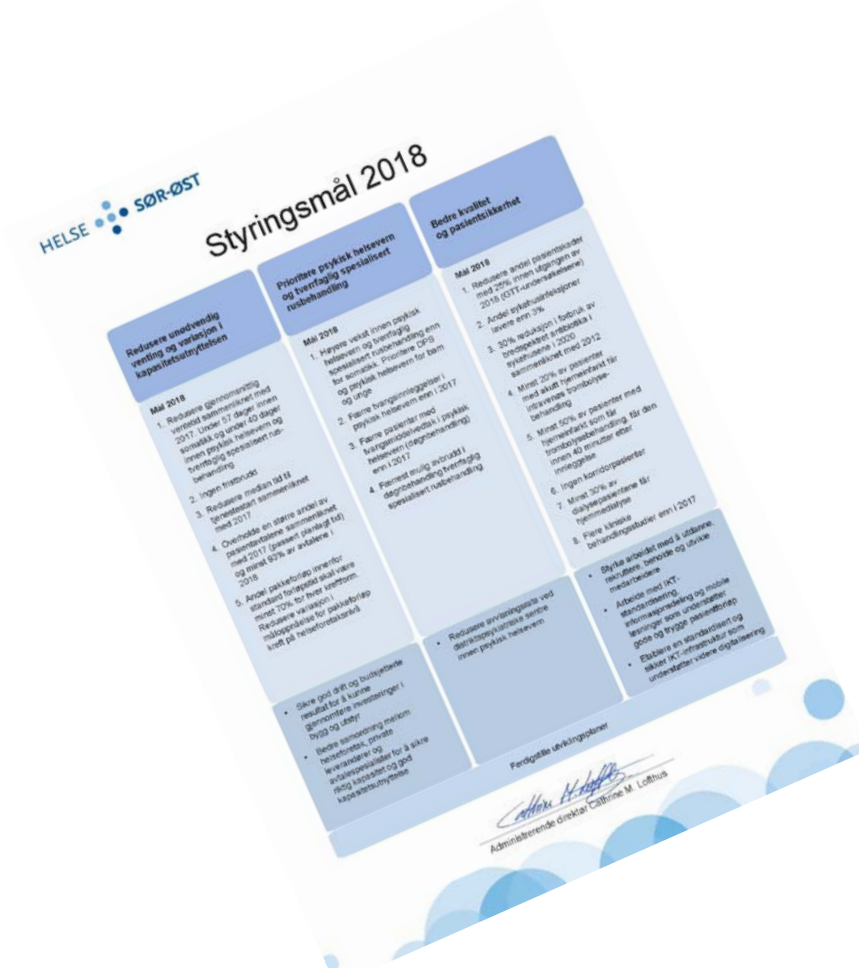 HELSE SØR-ØST
Styringsmål 2018
Redusere unødvendig
venting og variasjon i
kapasitetsutnyttelsen
Mål 2018
1. Redusere gjennomsnittlig
ventetid sammenliknet med
2017. Under 57 dager innen
somatikk og under 40 dager
innen psykisk helsevern og
tverrfaglig spesialisert rus-
behandling
2. Ingen fristbrudd
3. Redusere median tid til
tjenestestart sammenliknet
med 2017
4. Overholde en større andel av
pasientavtalene sammenliknet
med 2017 (passert planlagt tid)
og minst 93% av avtalene i
2018
5. Andel pakkeforløp innenfor
standard forløpstid skal være
minst 70% for hver kreftform.
Redusere variasjon i
måloppnåelse for pakkeforløp
kreft på helseforetaksnivå
• Sikre god drift og budsjetterte
resultat for å kunne
gjennomføre investeringer i
bygg og utstyr
• Bedre samordning mellom
helseforetak, private
leverandører og
avtalespesialister for å sikre
riktig kapasitet og god
kapasitetsutnyttelse
Prioritere psykisk helsevern
og tverrfaglig spesialisert
rusbehandling
Mål 2018
1. Høyere vekst innen psykisk
helsevern og tverrfaglig
spesialisert rusbehandling enn
for somatikk. Prioritere DPS
og psykisk helsevern for barn
og unge
2. Færre tvangsinnleggelser i
psykisk helsevern enn i 2017
3. Færre pasienter med
tvangsmiddelvedtak i psykisk
helsevern (døgnbehandling)
enn i 2017
4. Færrest mulig avbrudd i
døgnbehandling tverrfaglig
spesialisert rusbehandling
• Redusere avvisningsrate ved
distriktspsykiatriske sentre
innen psykisk helsevern
Bedre kvalitet
og pasientsikkerhet
Mål 2018
1. Redusere andel pasientskader
med 25% innen utgangen av
2018 (GTT-undersøkelsene)
2. Andel sykehusinfeksjoner
lavere enn 3%
3. 30% reduksjon i forbruk av
bredspektret antibiotika i
sykehusene i 2020
sammenliknet med 2012
4. Minst 20% av pasienter
med akutt hjerneinfarkt får
intravenøs trombolyse-
behandling
5. Minst 50% av pasienter med
hjerneinfarkt som får
trombolysebehandling, får den
innen 40 minutter etter
innleggelse
6. Ingen korridorpasienter
7. Minst 30% av
dialysepasientene får
hjemmedialyse
8. Flere kliniske
behandlingsstudier enn i 2017
• Styrke arbeidet med å utdanne,
rekruttere, beholde og utvikle
medarbeidere
• Arbeide med IKT-
standardisering,
informasjonsdeling og mobile
løsninger som understøtter
gode og trygge pasientforløp
• Etablere en standardisert og
sikker IKT-infrastruktur som
understøtter videre digitalisering
Ferdigstille utviklingsplaner
Cathrine M. Lofthus
Administrerende direktør Cathrine M. Lofthus